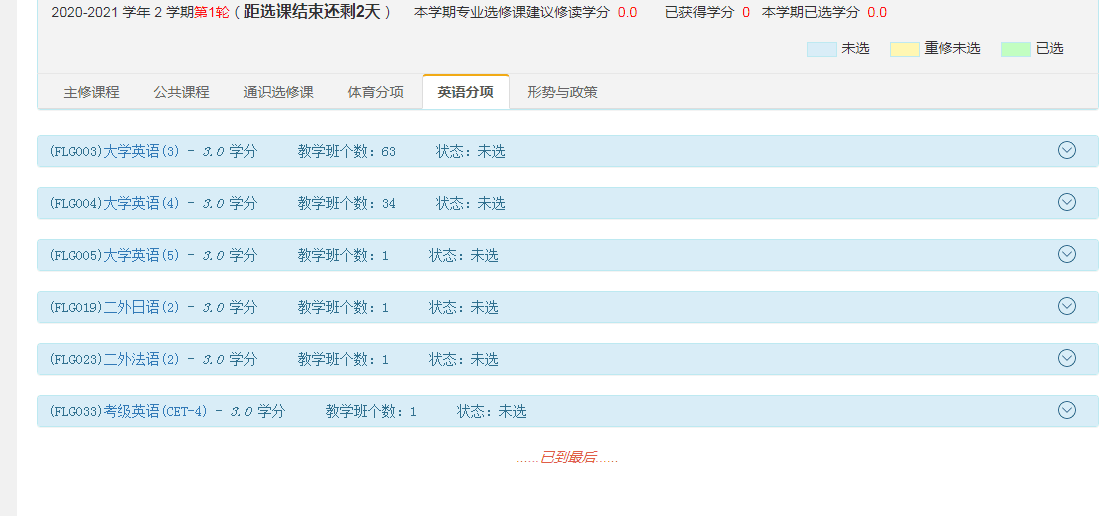 2020-2021 学年 2 学期第1轮（距选课结束还剩2天） 本学期专业选修课建议修读学分 0.0 已获得学分 0 本学期已选学分 0.0
未选 重修未选 已选
主修课程 公共课程 通识选修课 体育分项 英语分项 形势与政策
(FLG003)大学英语(3) - 3.0 学分 教学班个数：63 状态：未选
(FLG004)大学英语(4) - 3.0 学分 教学班个数：34 状态：未选
(FLG005)大学英语(5) - 3.0 学分 教学班个数：1 状态：未选
(FLG019)二外日语(2) - 3.0 学分 教学班个数：1 状态：未选
(FLG023)二外法语(2) - 3.0 学分 教学班个数：1 状态：未选
(FLG033)考级英语(CET-4) - 3.0 学分 教学班个数：1 状态：未选
......已到最后......